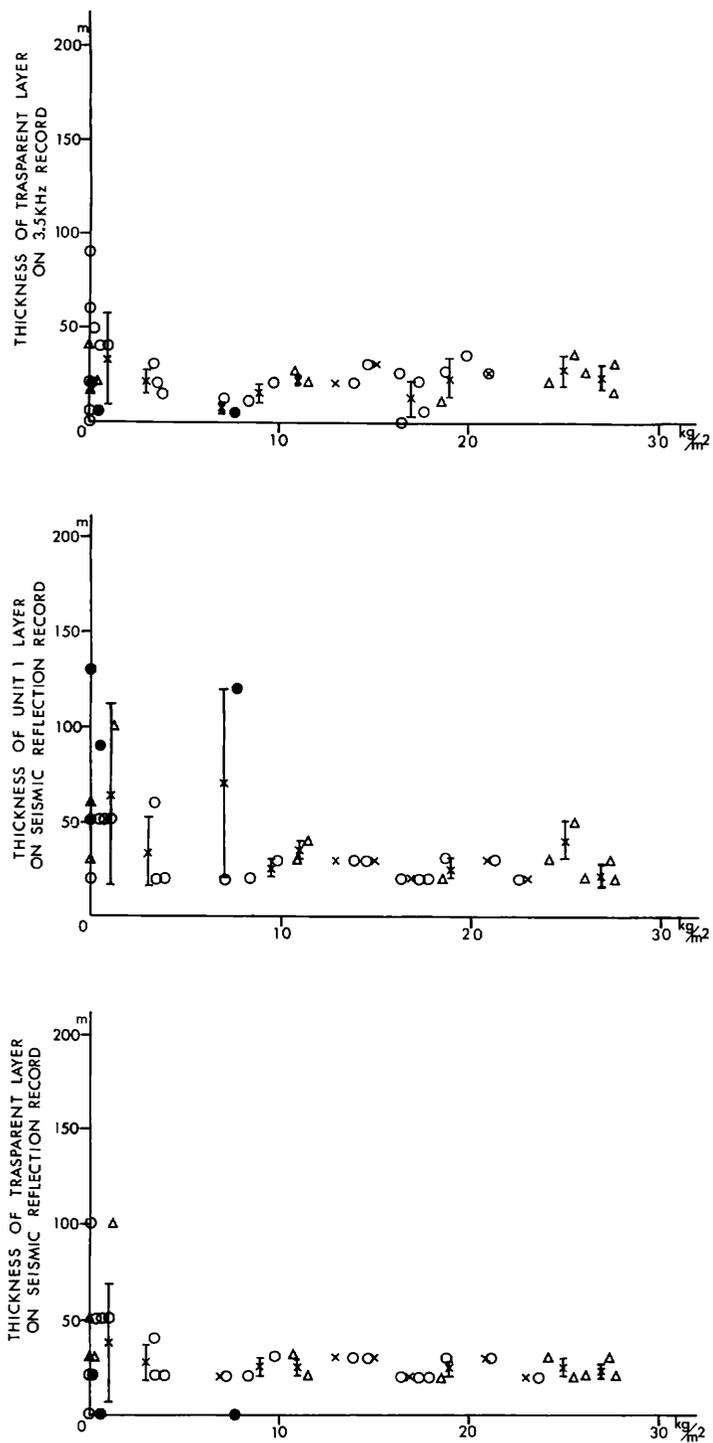 THICKNESS OF TRASPARENT LAYER
ON 3.5KHz RECORD
m
200
150
100
50
0
10
20
30
kg/m2
THICKNESS OF UNIT 1 LAYER
ON SEISMIC REFLECTION RECORD
m
200
150
100
50
0
10
20
30
kg/m2
THICKNESS OF TRASPARENT LAYER
ON SEISMIC REFLECTION RECORD
m
200
150
100
50
0
10
20
30
kg/m2